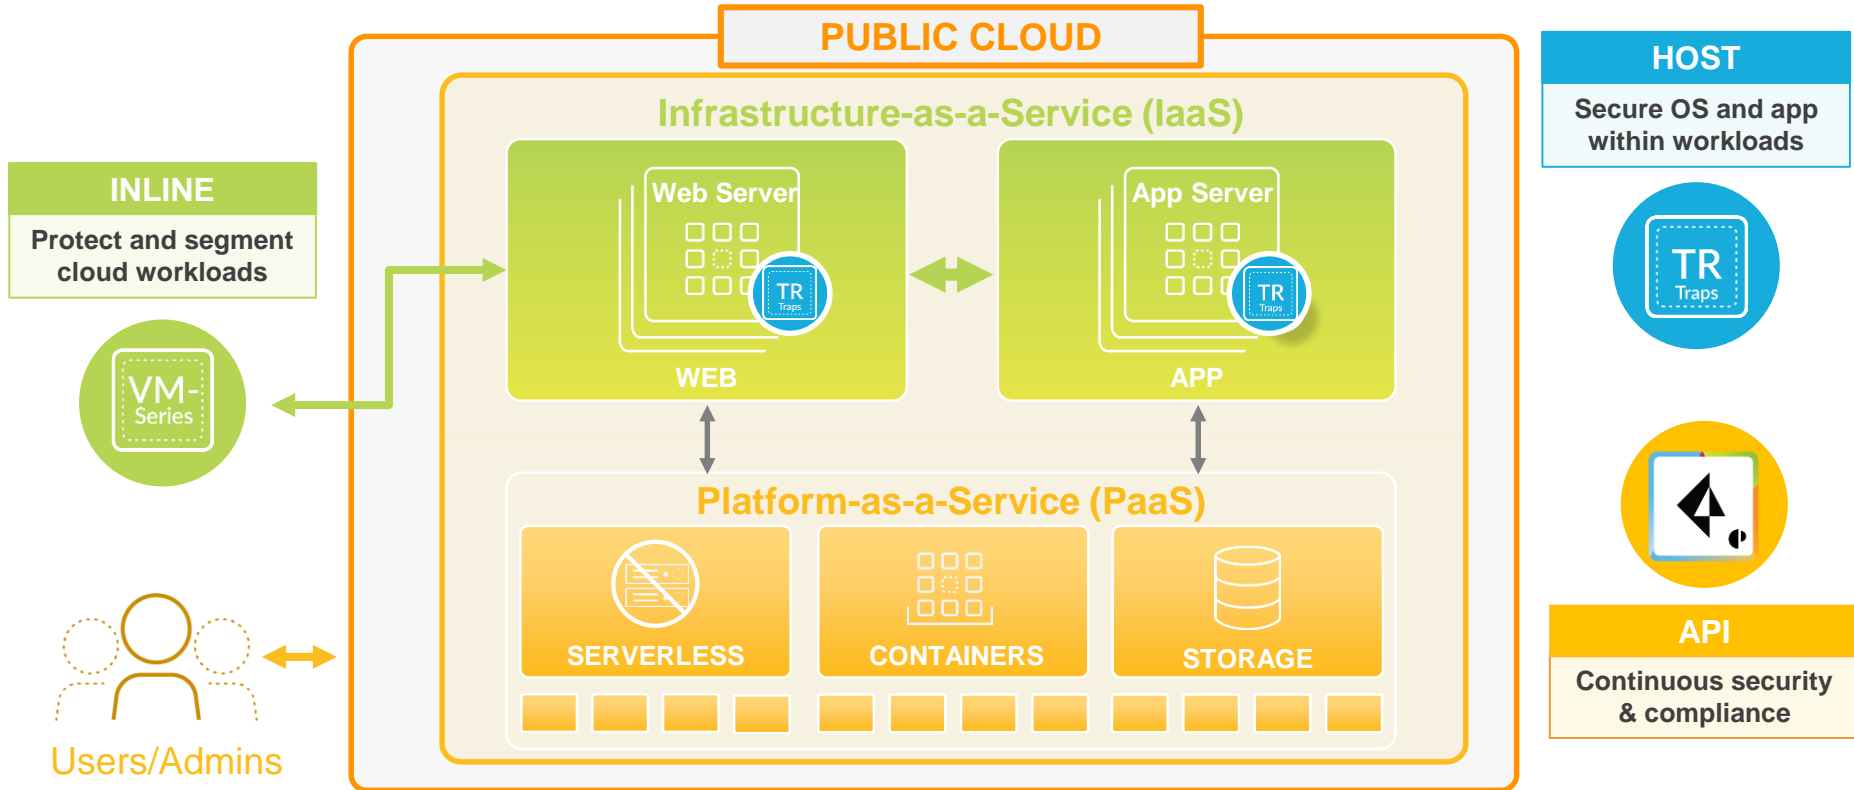 PUBLIC CLOUD
Infrastructure-as-a-Service (IaaS)
INLINE
Protect and segment
cloud workloads
VM-
Series
Users/Admins
Web Server
TR
Traps
WEB
App Server
TR
Traps
APP
Platform-as-a-Service (PaaS)
SERVERLESS
CONTAINERS
STORAGE
HOST
Secure OS and app
within workloads
TR
Traps
API
Continuous security
& compliance